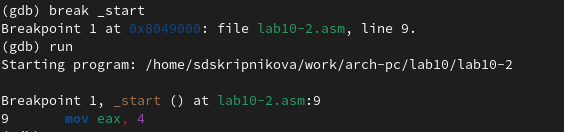 (gdb) break _start
Breakpoint 1 at 0x8049000: file lab10-2.asm, line 9.
(gdb) run
Starting program: /home/sdskripnikova/work/arch-pc/lab10/lab10-2

Breakpoint 1, _start () at lab10-2.asm:9
9	mov eax, 4